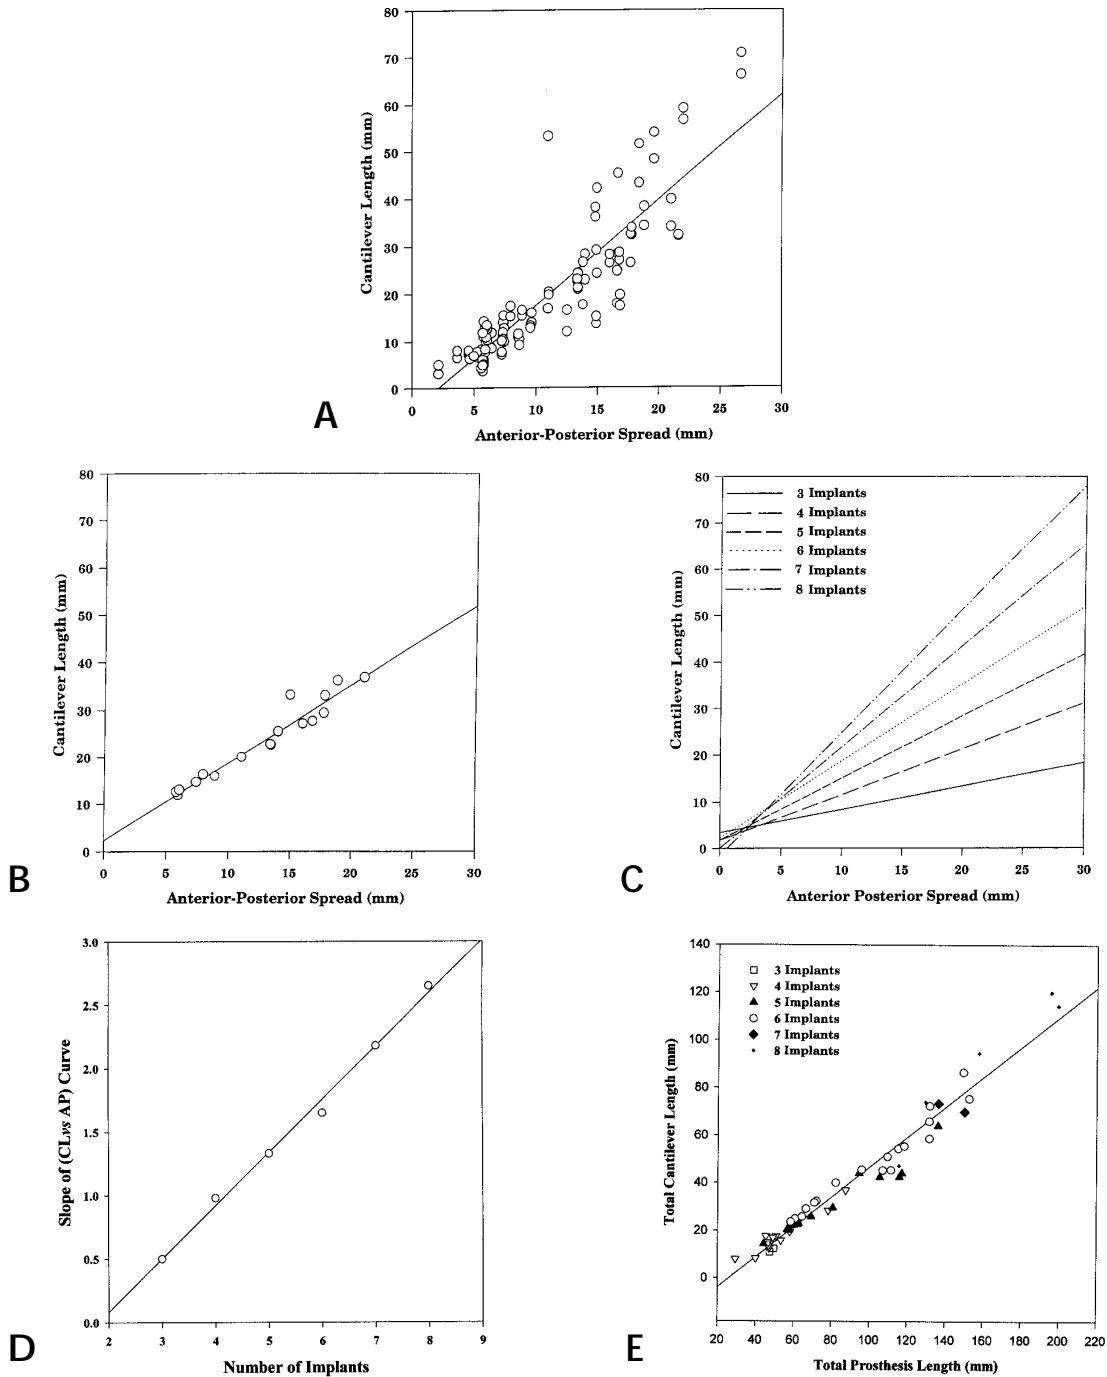 80
70
60
50
40
30
20
10
0
Cantilever Length (mm)
0 5 10 15 20 25 30
Anterior-Posterior Spread (mm)
A
80
70
60
50
40
30
20
10
0
Cantilever Length (mm)
0 5 10 15 20 25 30
Anterior-Posterior Spread (mm)
B
80
70
60
50
40
30
20
10
0
Cantilever Length (mm)
3 Implants
4 Implants
5 Implants
6 Implants
7 Implants
8 Implants
0 5 10 15 20 25 30
Anterior Posterior Spread (mm)
C
3.0
2.5
2.0
1.5
1.0
0.5
0.0
Slope of (CL vs AP) Curve
2 3 4 5 6 7 8 9
Number of Implants
D
140
120
100
80
60
40
20
0
Total Cantilever Length (mm)
3 Implants
4 Implants
5 Implants
6 Implants
7 Implants
8 Implants
20 40 60 80 100 120 140 160 180 200 220
Total Prosthesis Length (mm)
E